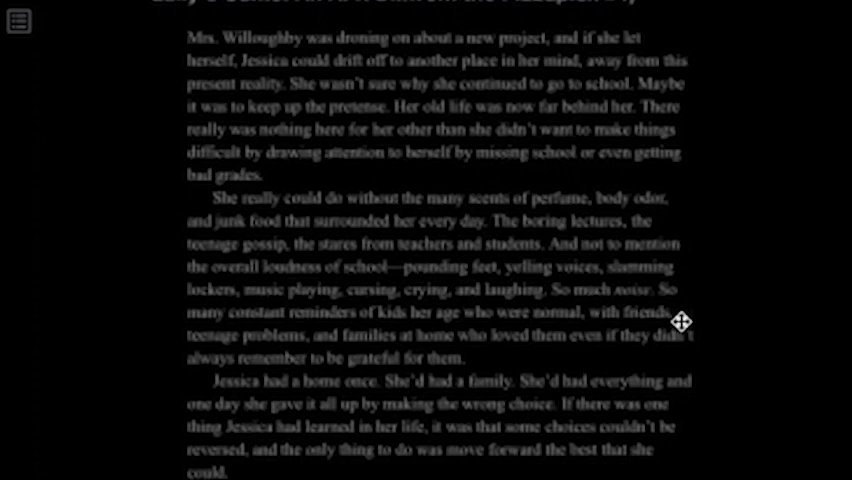 Mrs. Willoughby was droning on about a new project, and if she let
herself, Jessica could drift off to another place in her mind, away from this
present reality. She wasn't sure why she continued to go to school. Maybe
it was to keep up the pretense. Her old life was now far behind her. There
really was nothing here for her other than she didn't want to make things
difficult by drawing attention to herself by missing school or even getting
bad grades.
She really could do without the many scents of perfume, body odor,
and junk food that surrounded her every day. The boring lectures, the
teenage gossip, the stares from teachers and students. And not to mention
the overall loudness of school—pounding feet, yelling voices, slamming
lockers, music playing, cursing, crying, and laughing. So much noise. So
many constant reminders of kids her age who were normal, with friends,
teenage problems, and families at home who loved them even if they didn't
always remember to be grateful for them.
Jessica had a home once. She'd had a family. She'd had everything and
one day she gave it all up by making the wrong choice. If there was one
thing Jessica had learned in her life, it was that some choices couldn't be
reversed, and the only thing to do was move forward the best that she
could.